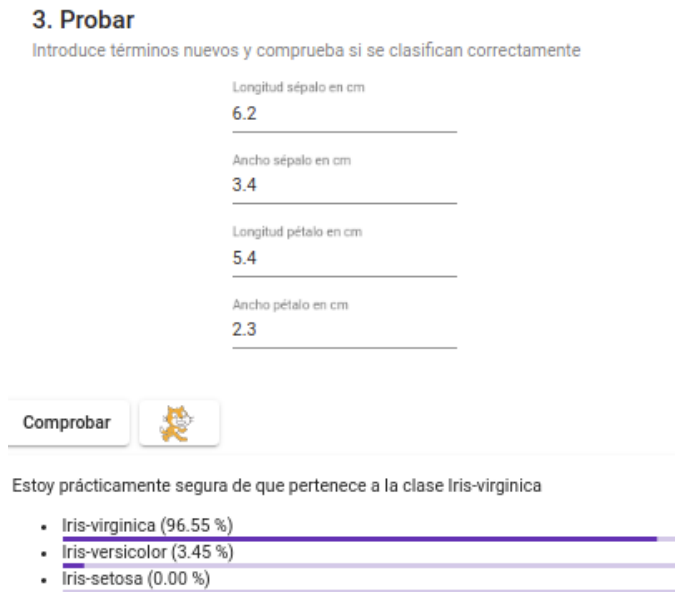 3. Probar
Introduce términos nuevos y comprueba si se clasifican correctamente
Longitud sépalo en cm
6.2
Ancho sépalo en cm
3.4
Longitud pétalo en cm
5.4
Ancho pétalo en cm
2.3
Comprobar
Estoy prácticamente segura de que pertenece a la clase Iris-virginica
• Iris-virginica (96.55 %)
• Iris-versicolor (3.45 %)
• Iris-setosa (0.00 %)